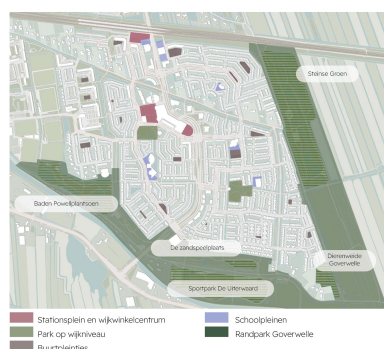 Steinse Groen
Baden Powellplantsoen
De zandspeelplaats
Dierenweide
Goverwelle
Sportpark De Uiterwaard
Stationsplein en wijkwinkelcentrum
Park op wijkniveau
Buurtpleinties
Schoolpleinen
Randpark Goverwelle